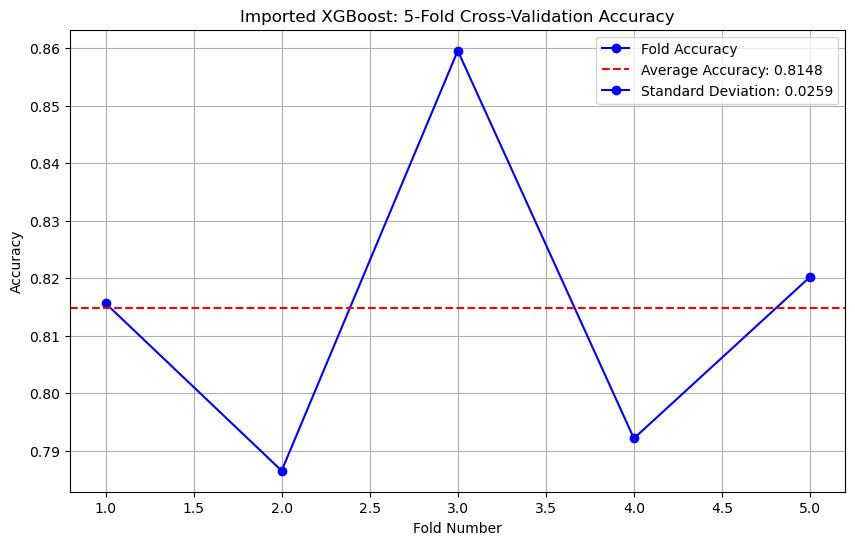 Imported XGBoost: 5-Fold Cross-Validation Accuracy
Fold Accuracy
Average Accuracy: 0.8148
Standard Deviation: 0.0259
Accuracy
0.86
0.85
0.84
0.83
0.82
0.81
0.80
0.79
1.0 1.5 2.0 2.5 3.0 3.5 4.0 4.5 5.0
Fold Number